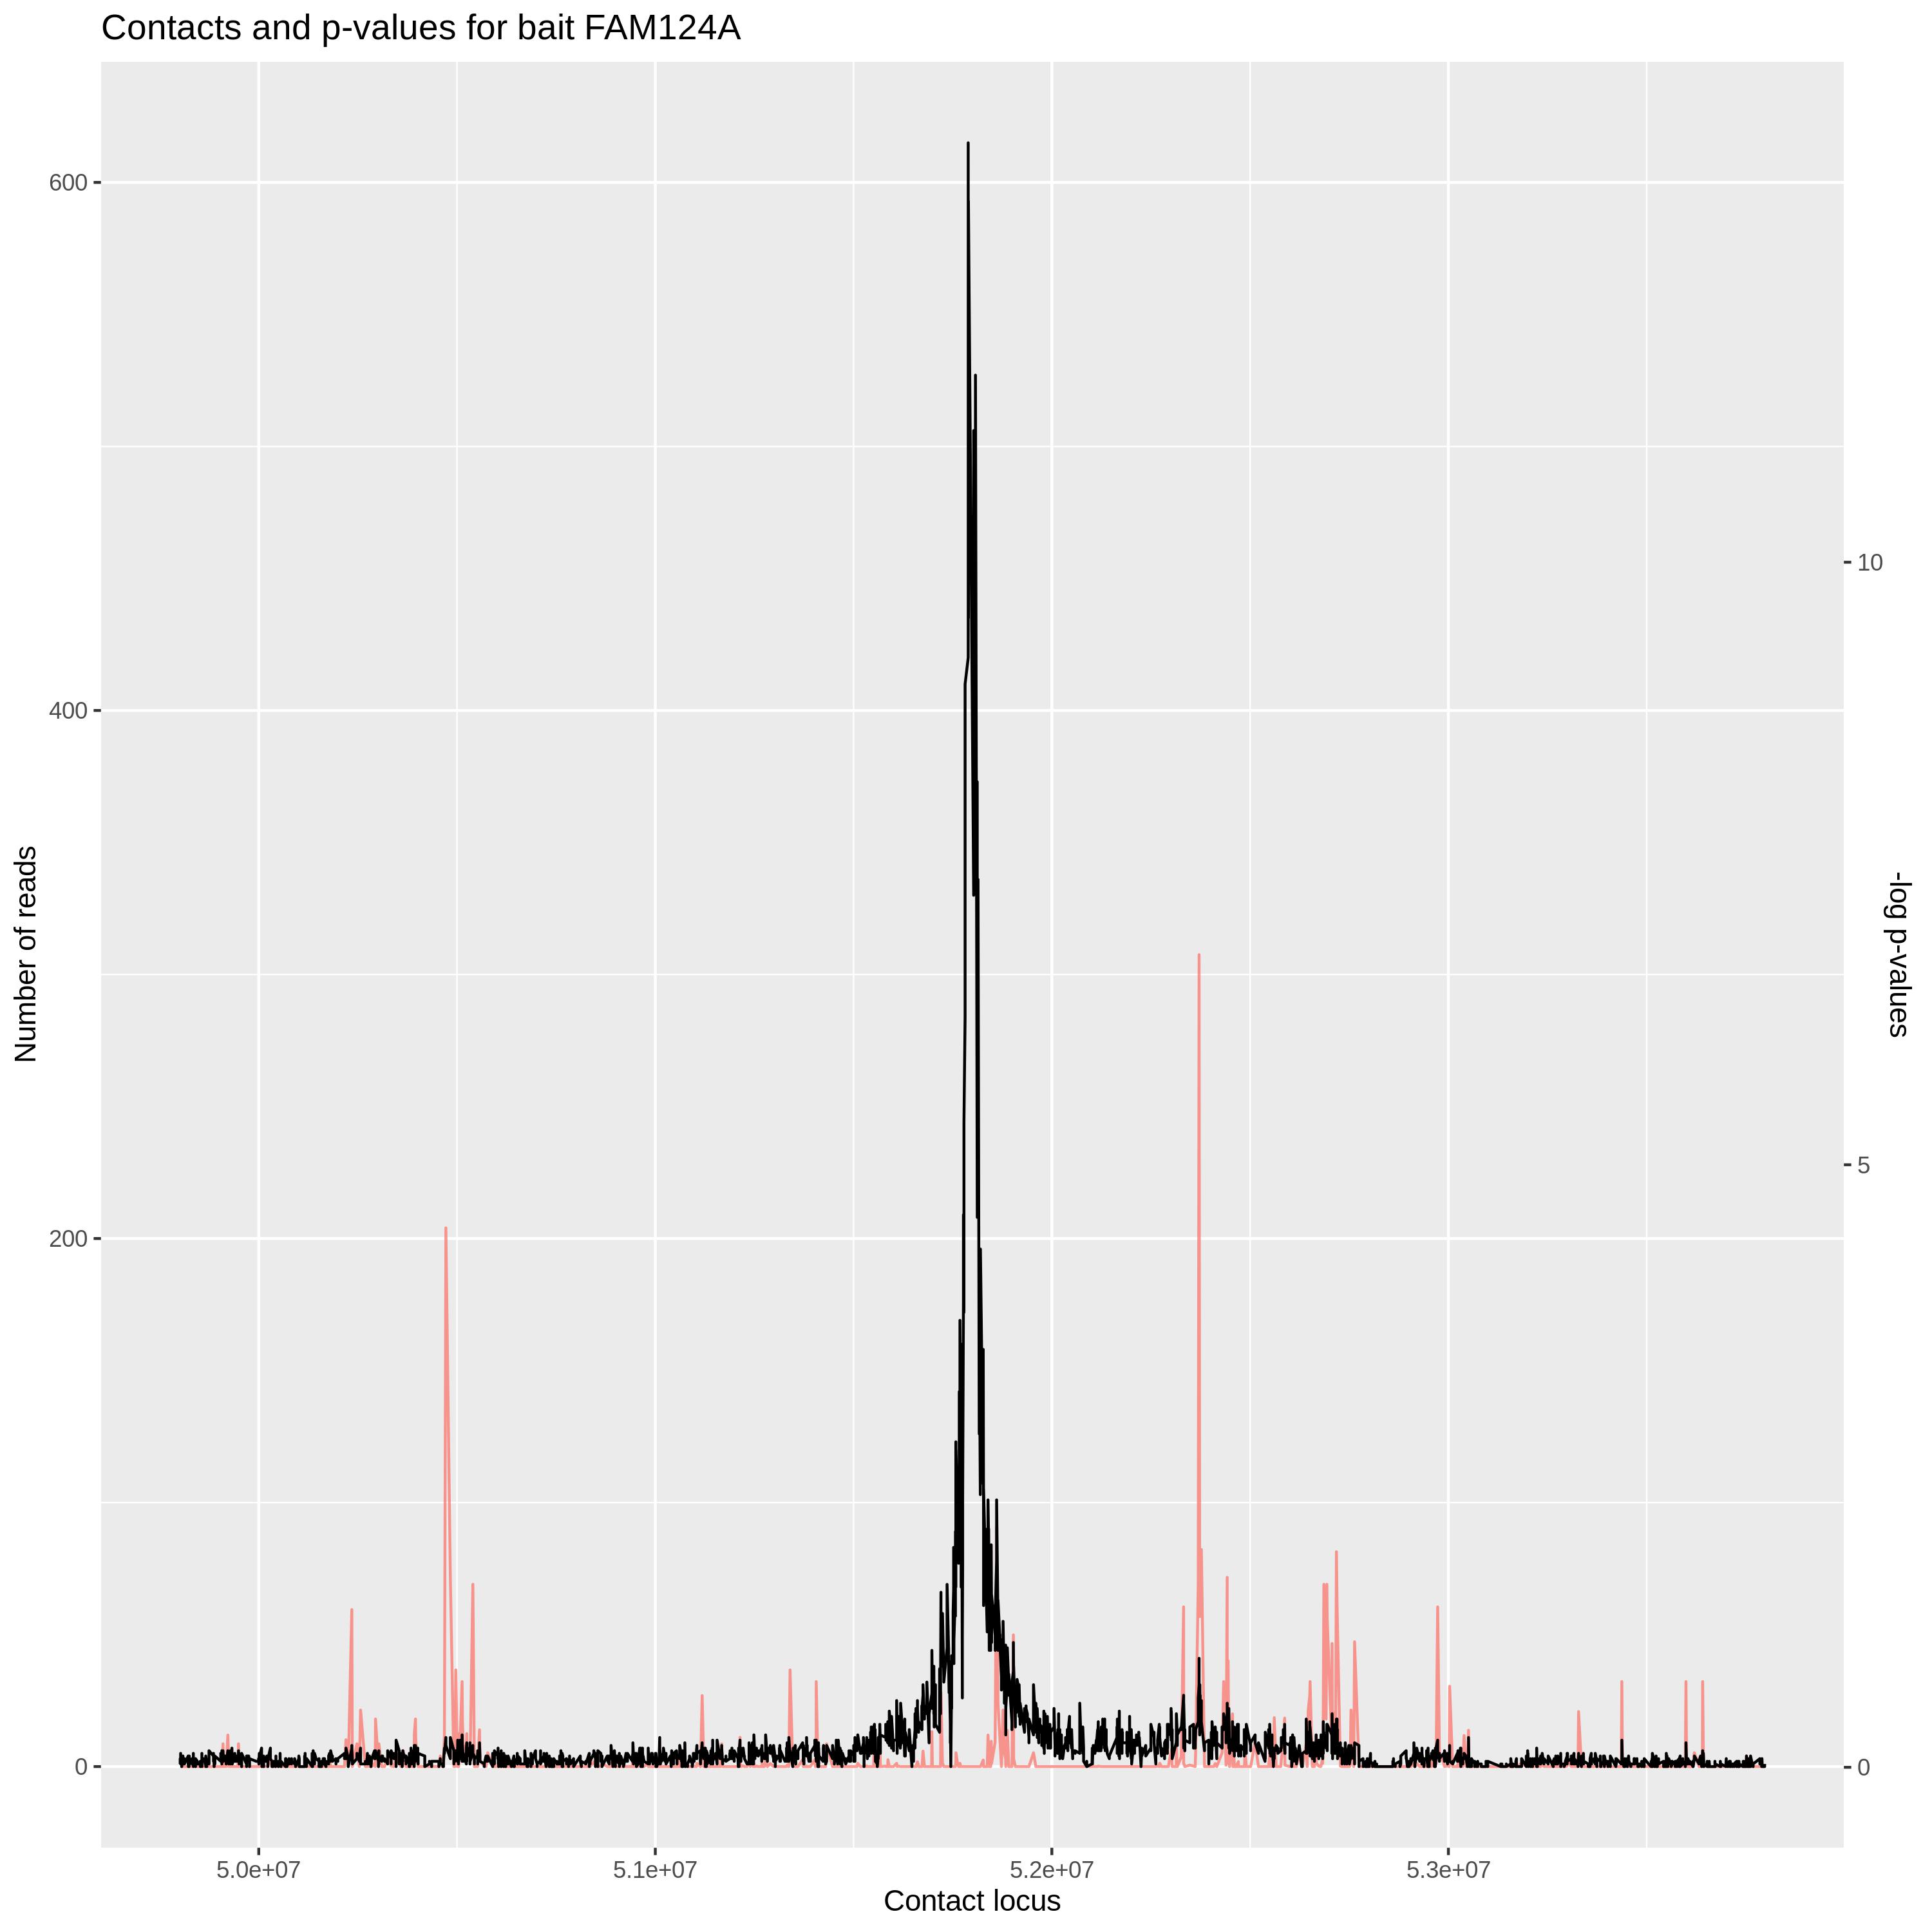 Contacts and p-values for bait FAM124A
600
400
200
0
Number of reads
10
5
0
-log p-values
5.0e+07
5.1e+07
5.2e+07
5.3e+07
Contact locus